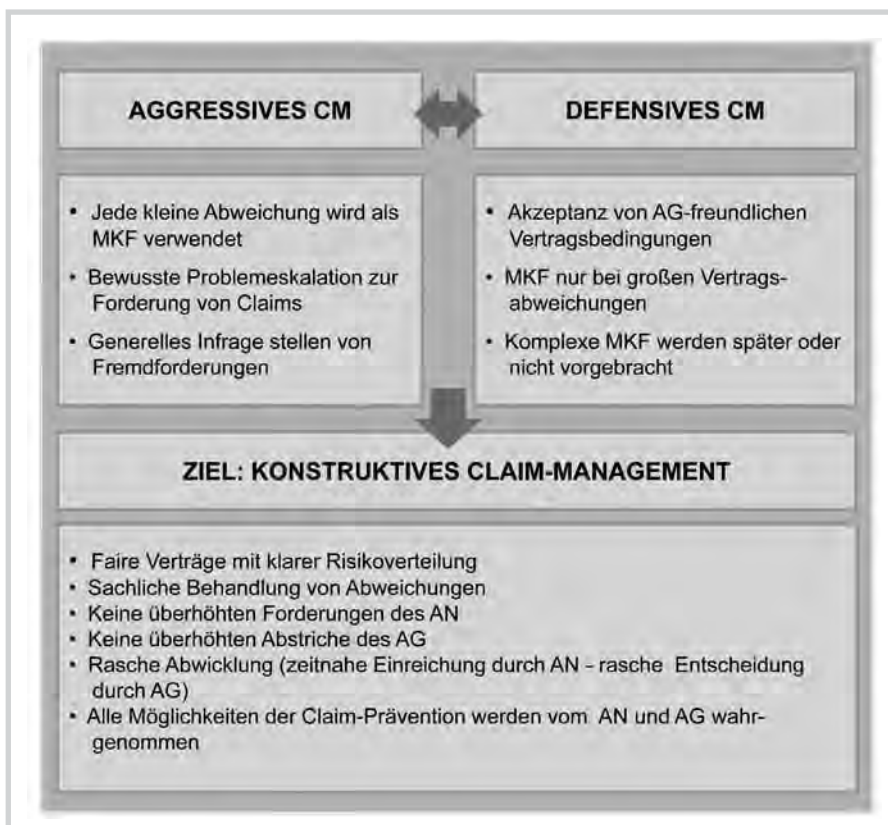 AGGRESSIVES CM
DEFENSIVES CM
• Jede kleine Abweichung wird als
MKF verwendet
• Bewusste Problemeskalation zur
Forderung von Claims
• Generelles Infrage stellen von
Fremdforderungen
• Akzeptanz von AG-freundlichen
Vertragsbedingungen
• MKF nur bei großen Vertrags-
abweichungen
• Komplexe MKF werden später oder
nicht vorgebracht
ZIEL: KONSTRUKTIVES CLAIM-MANAGEMENT
• Faire Verträge mit klarer Risikoverteilung
• Sachliche Behandlung von Abweichungen
• Keine überhöhten Forderungen des AN
• Keine überhöhten Abstriche des AG
• Rasche Abwicklung (zeitnahe Einreichung durch AN - rasche Entscheidung
durch AG)
• Alle Möglichkeiten der Claim-Prävention werden vom AN und AG wahr-
genommen